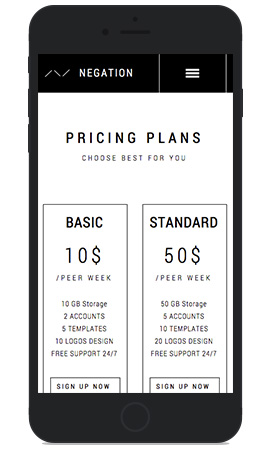 NEGATION
PRICING PLANS
CHOOSE BEST FOR YOU
BASIC
10$
/PEER WEEK
10 GB Storage
2 ACCOUNTS
5 TEMPLATES
10 LOGOS DESIGN
FREE SUPPORT 24/7
SIGN UP NOW
STANDARD
50$
/PEER WEEK
50 GB Storage
5 ACCOUNTS
10 TEMPLATES
20 LOGOS DESIGN
FREE SUPPORT 24/7
SIGN UP NOW